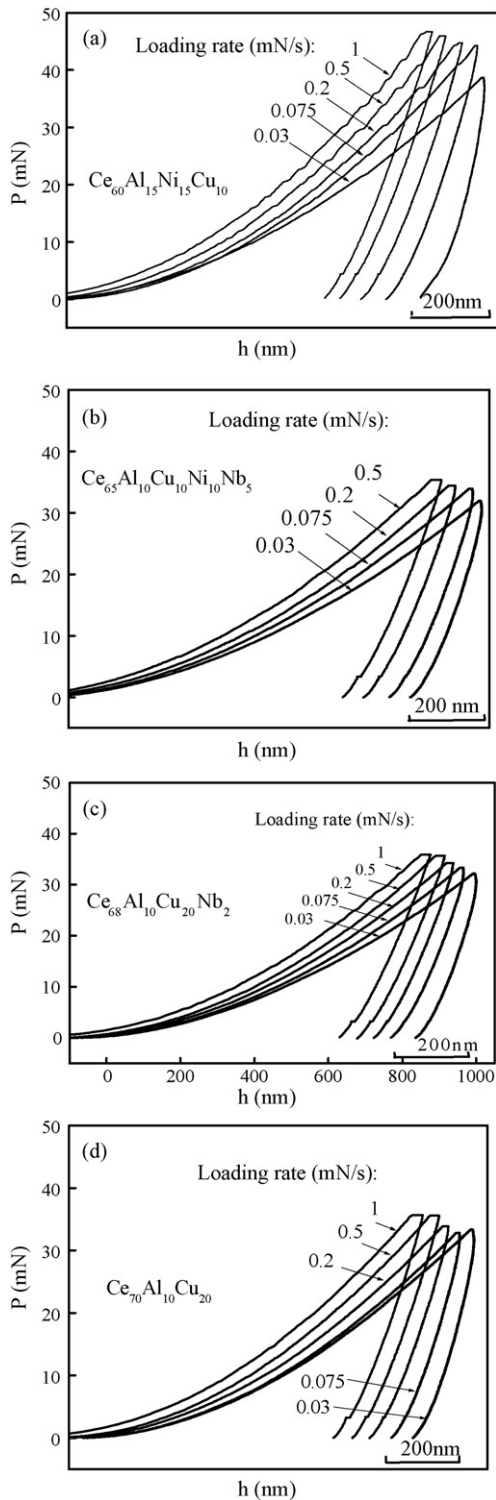 (a)
Loading rate (mN/s):
1
0.5
0.2
0.075
0.03
Ce60Al15Ni15Cu10
P (mN)
50
40
30
20
10
0
200nm
h (nm)
(b)
Loading rate (mN/s):
Ce65Al10Cu10Ni10Nb5
0.5
0.2
0.075
0.03
P (mN)
50
40
30
20
10
0
200 nm
h (nm)
(c)
Loading rate (mN/s):
1
0.5
0.2
0.075
0.03
Ce68Al10Cu20Nb2
P (mN)
50
40
30
20
10
0
200nm
0 200 400 600 800 1000
h (nm)
(d)
Loading rate (mN/s):
1
0.5
0.2
Ce70Al10Cu20
0.075
0.03
P (mN)
50
40
30
20
10
0
200nm
h (nm)